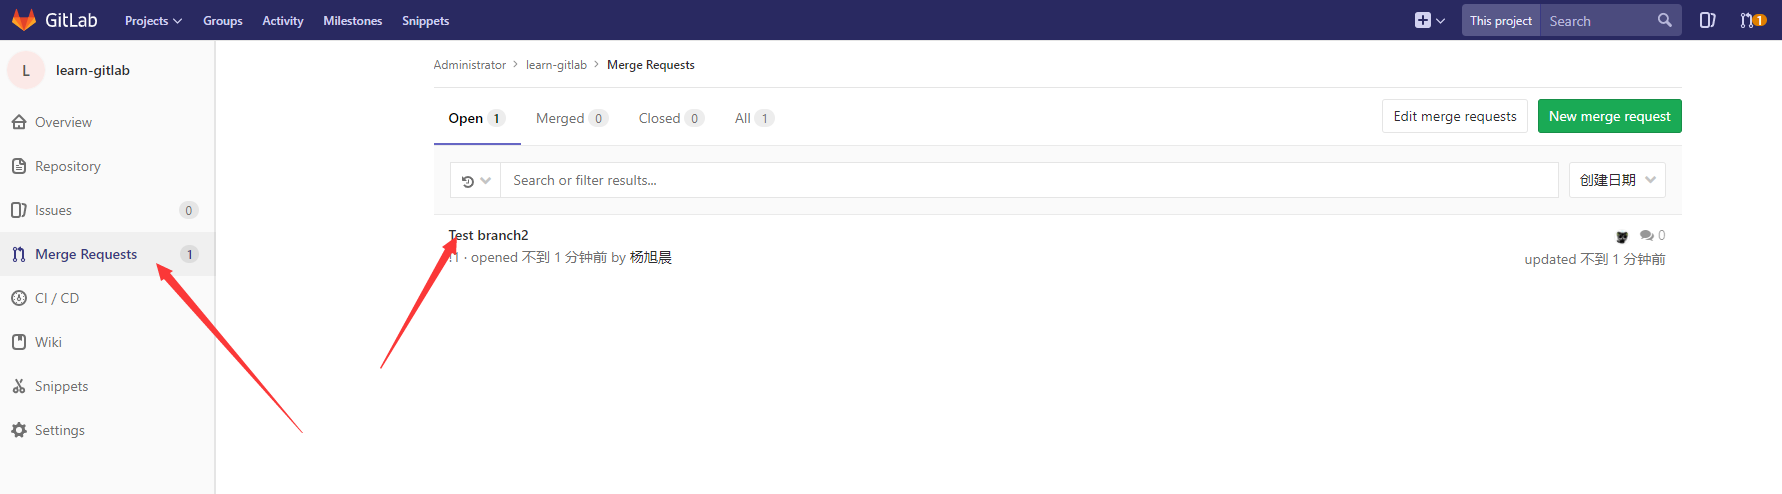 GitLab Projects Groups Activity Milestones Snippets This project Search 1
L learn-gitlab
Overview
Repository
Issues 0
Merge Requests 1
CI / CD
Wiki
Snippets
Settings
Administrator > learn-gitlab > Merge Requests
Open 1 Merged 0 Closed 0 All 1 Edit merge requests New merge request
Search or filter results... 创建日期
Test branch2 0
!1 · opened 不到 1 分钟前 by 杨旭晨 updated 不到 1 分钟前